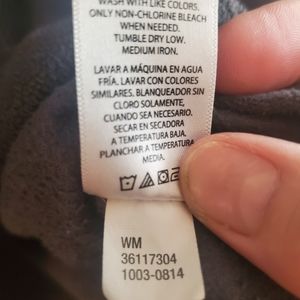 WASH WITH LIKE COLORS.
ONLY NON-CHLORINE BLEACH
WHEN NEEDED.
TUMBLE DRY LOW.
MEDIUM IRON.
LAVAR A MÁQUINA EN AGUA
FRÍA. LAVAR CON COLORES
SIMILARES. BLANQUEADOR SIN
CLORO SOLAMENTE,
CUANDO SEA NECESARIO.
SECAR EN SECADORA
A TEMPERATURA BAJA.
PLANCHAR A TEMPERATURA
MEDIA.
WM
36117304
1003-0814